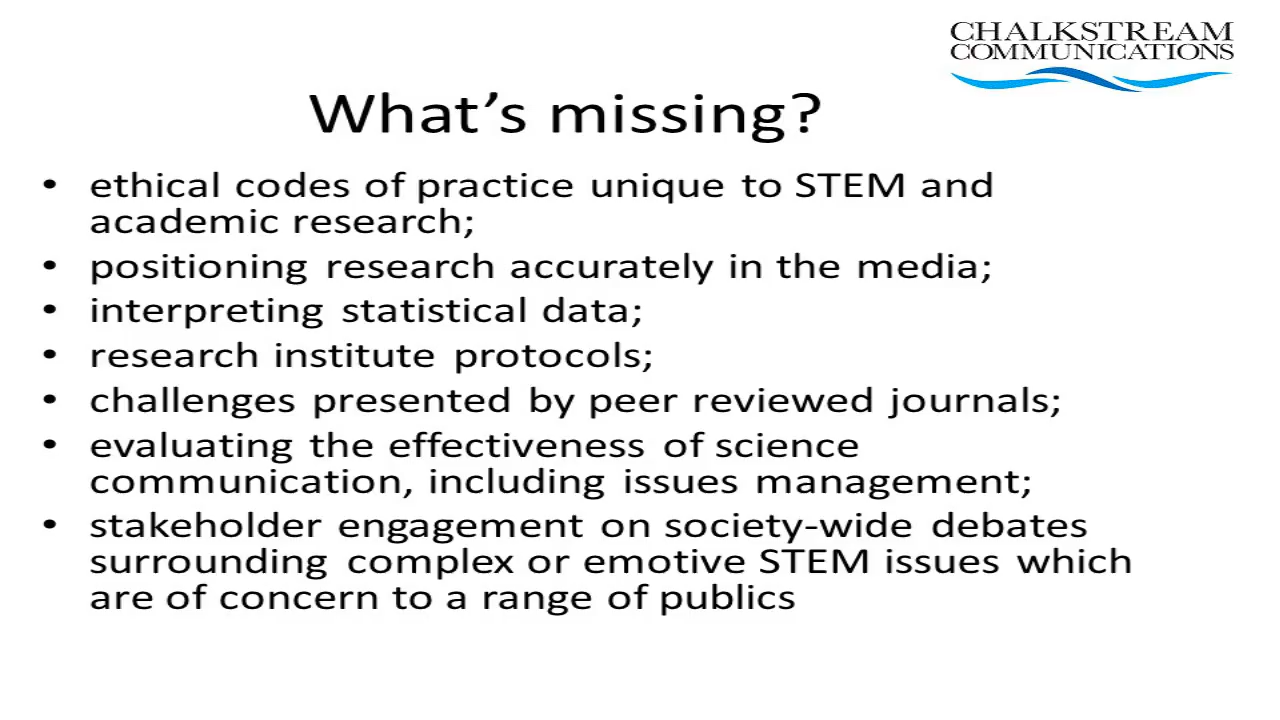 CHALKSTREAM
COMMUNICATIONS
What’s missing?
• ethical codes of practice unique to STEM and
academic research;
• positioning research accurately in the media;
• interpreting statistical data;
• research institute protocols;
• challenges presented by peer reviewed journals;
• evaluating the effectiveness of science
communication, including issues management;
• stakeholder engagement on society-wide debates
surrounding complex or emotive STEM issues which
are of concern to a range of publics